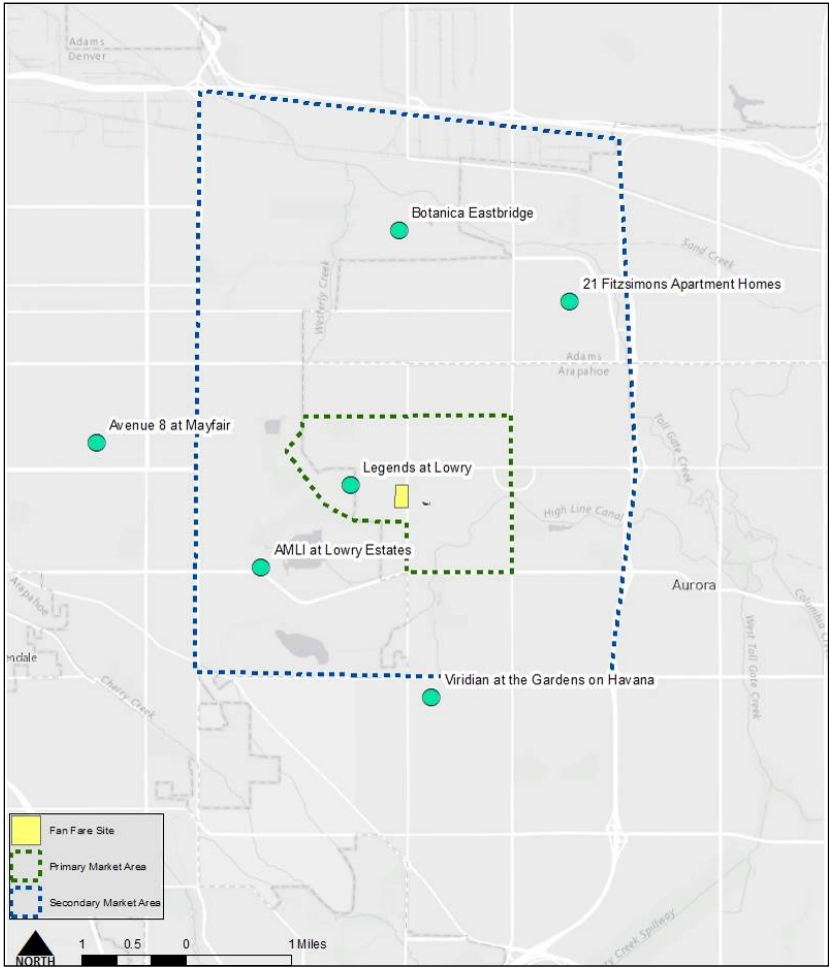 Adams
Denver
Botanica Eastbridge
Westerly Creek
Sand Creek
21 Fitzsimons Apartment Homes
Adams
Arapahoe
Avenue 8 at Mayfair
Toll Gate Creek
Legends at Lowry
High Line Canal
AMLI at Lowry Estates
Arapahoe
Aurora
Columbia Cree
West Toll Gate Creek
endale
Cherry Creek
Viridian at the Gardens on Havana
Fan Fare Site
Primary Market Area
Secondary Market Area
y Creek Spillway
NORTH
1 0.5 0 1 Miles